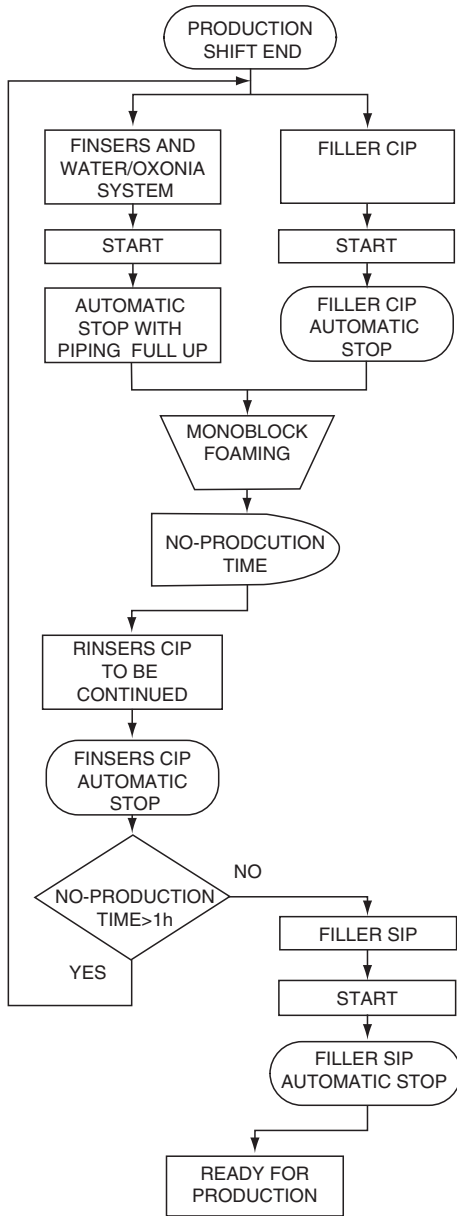 PRODUCTION
SHIFT END
FINSERS AND
WATER/OXONIA
SYSTEM
FILLER CIP
START
START
AUTOMATIC
STOP WITH
PIPING FULL UP
FILLER CIP
AUTOMATIC
STOP
MONOBLOCK
FOAMING
NO-PRODCUTION
TIME
RINSERS CIP
TO BE
CONTINUED
FINSERS CIP
AUTOMATIC
STOP
NO-PRODUCTION
TIME>1h
NO
YES
FILLER SIP
START
FILLER SIP
AUTOMATIC STOP
READY FOR
PRODUCTION